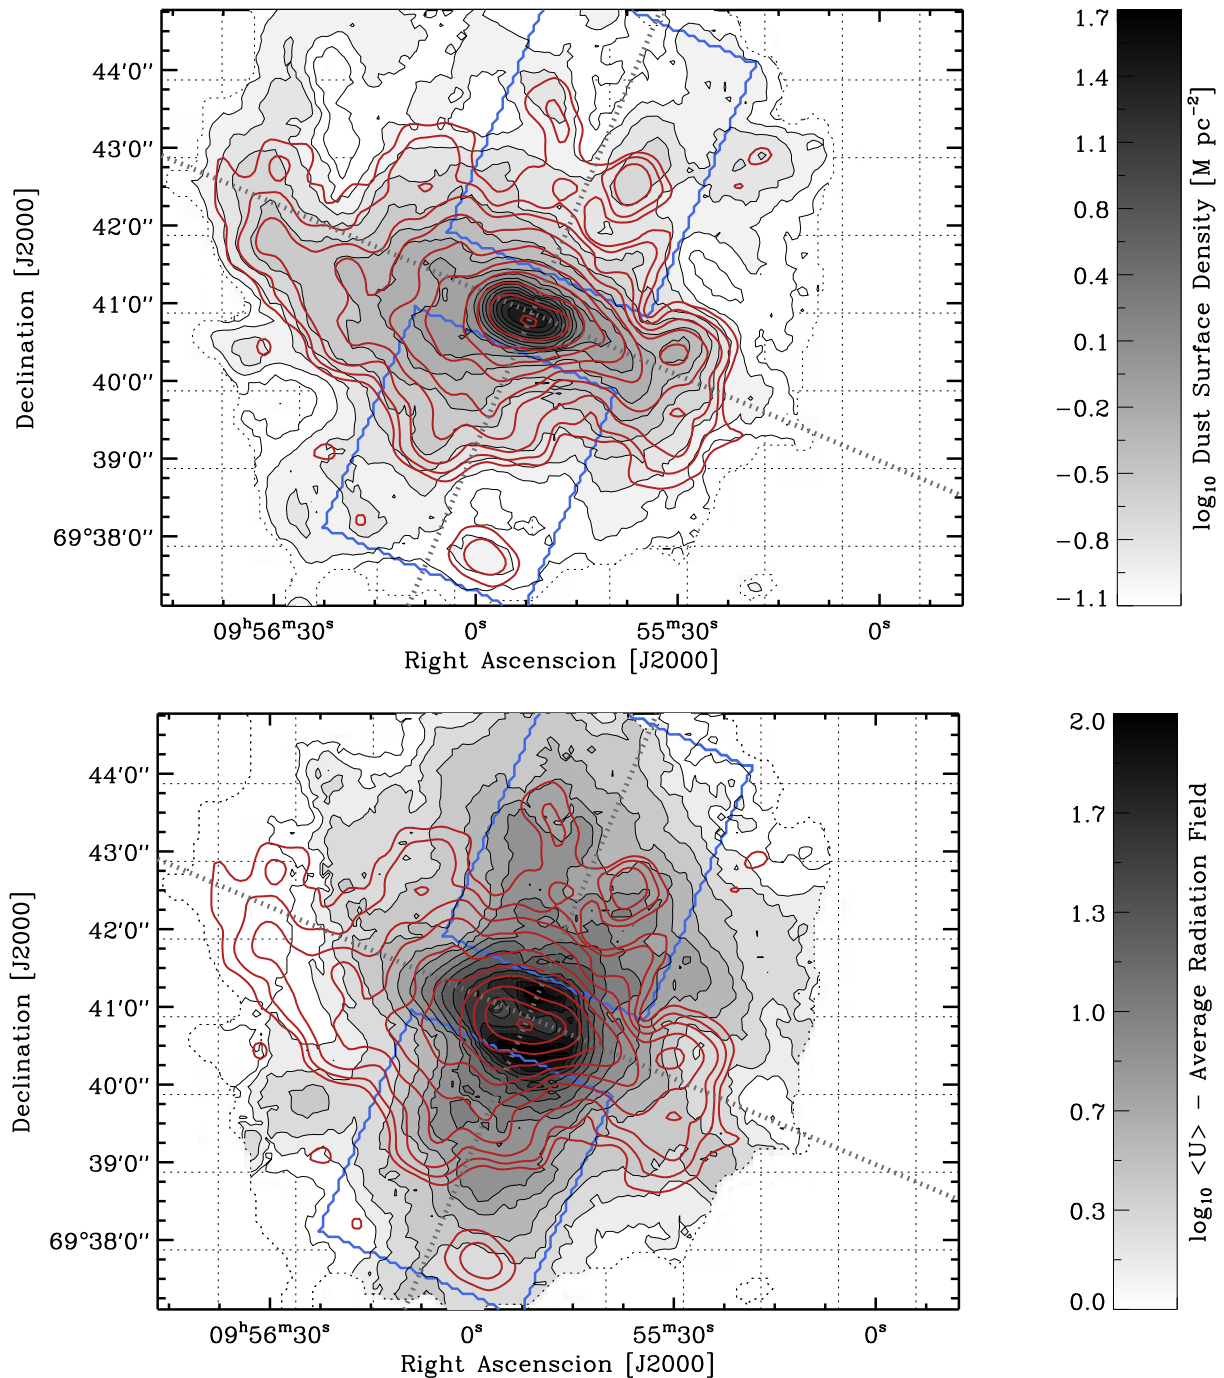 44'0''
43'0''
42'0''
41'0''
40'0''
39'0''
69°38'0''
Declination [J2000]
09ʰ56ᵐ30ˢ
0ˢ
55ᵐ30ˢ
0ˢ
Right Ascenscion [J2000]
1.7
1.4
1.1
0.8
0.4
0.1
−0.2
−0.5
−0.8
−1.1
log₁₀ Dust Surface Density [M pc⁻²]
44'0''
43'0''
42'0''
41'0''
40'0''
39'0''
69°38'0''
Declination [J2000]
09ʰ56ᵐ30ˢ
0ˢ
55ᵐ30ˢ
0ˢ
Right Ascenscion [J2000]
2.0
1.7
1.3
1.0
0.7
0.3
0.0
log₁₀ <U> − Average Radiation Field